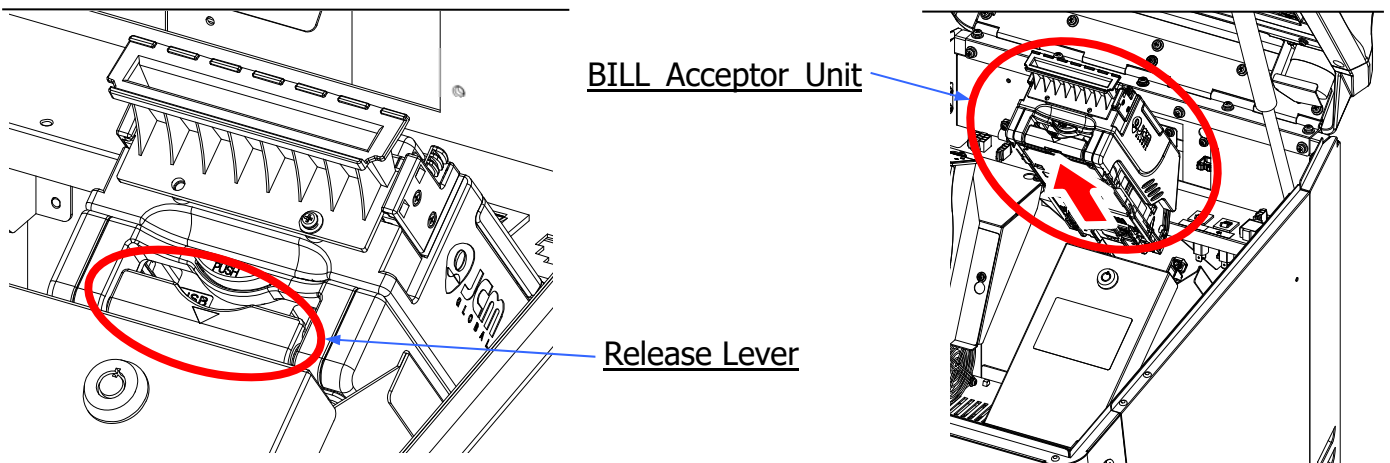 BILL Acceptor Unit
PUSH
USB
JCM
GLOBAL
Release Lever